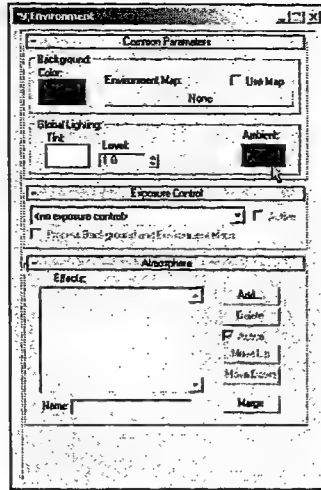 Environment
Common Parameters
Background:
Color:
Environment Map:
Use Map
None
Global Lighting:
Tint:
Level:
1.0
Ambient:
Exposure Control
<no exposure control>
Active
Process Background and Environment Maps
Atmosphere
Effects:
Add...
Delete
Active
Move Up
Move Down
Name:
Merge